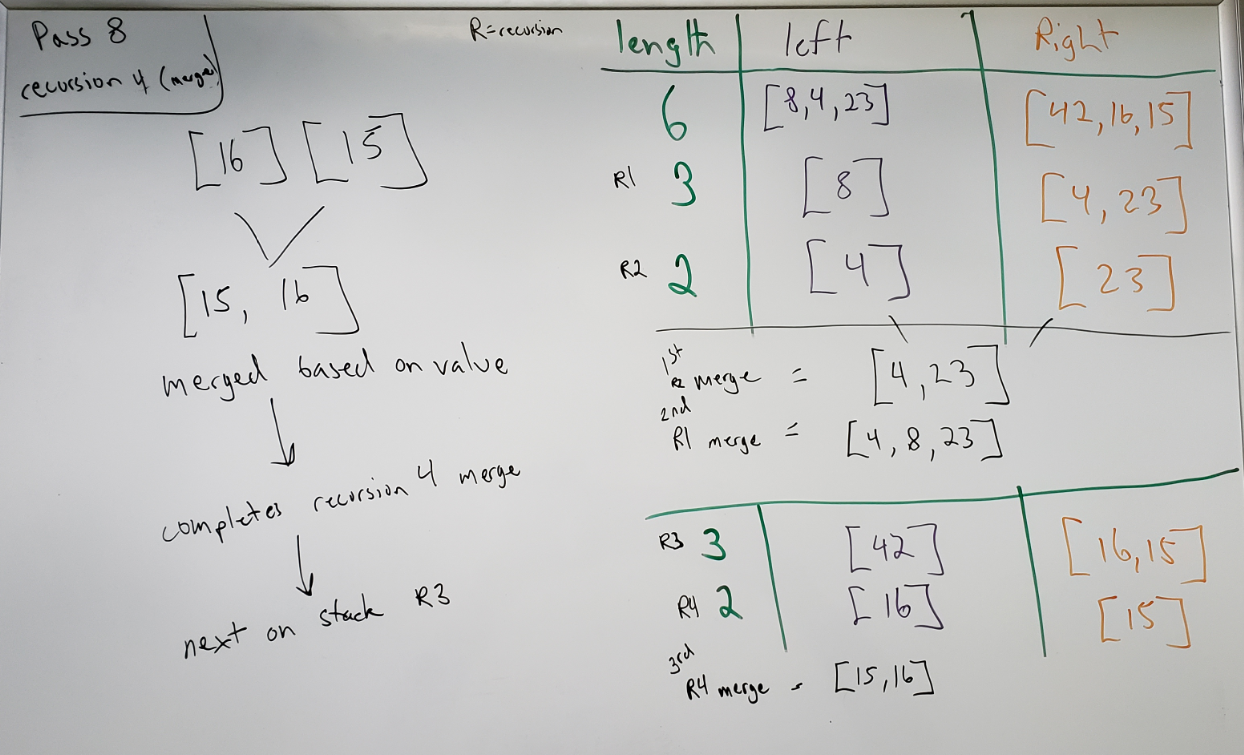 Pass 8
recursion 4 (merge)
[16] [15]
[15, 16]
merged based on value
completes recursion 4 merge
next on stack R3
R=recursion
length left Right
6 [8,4,23] [42,16,15]
R1 3 [8] [4,23]
R2 2 [4] [23]
1st
R2 merge = [4,23]
2nd
R1 merge = [4,8,23]
R3 3 [42] [16,15]
R4 2 [16] [15]
3rd
R4 merge = [15,16]